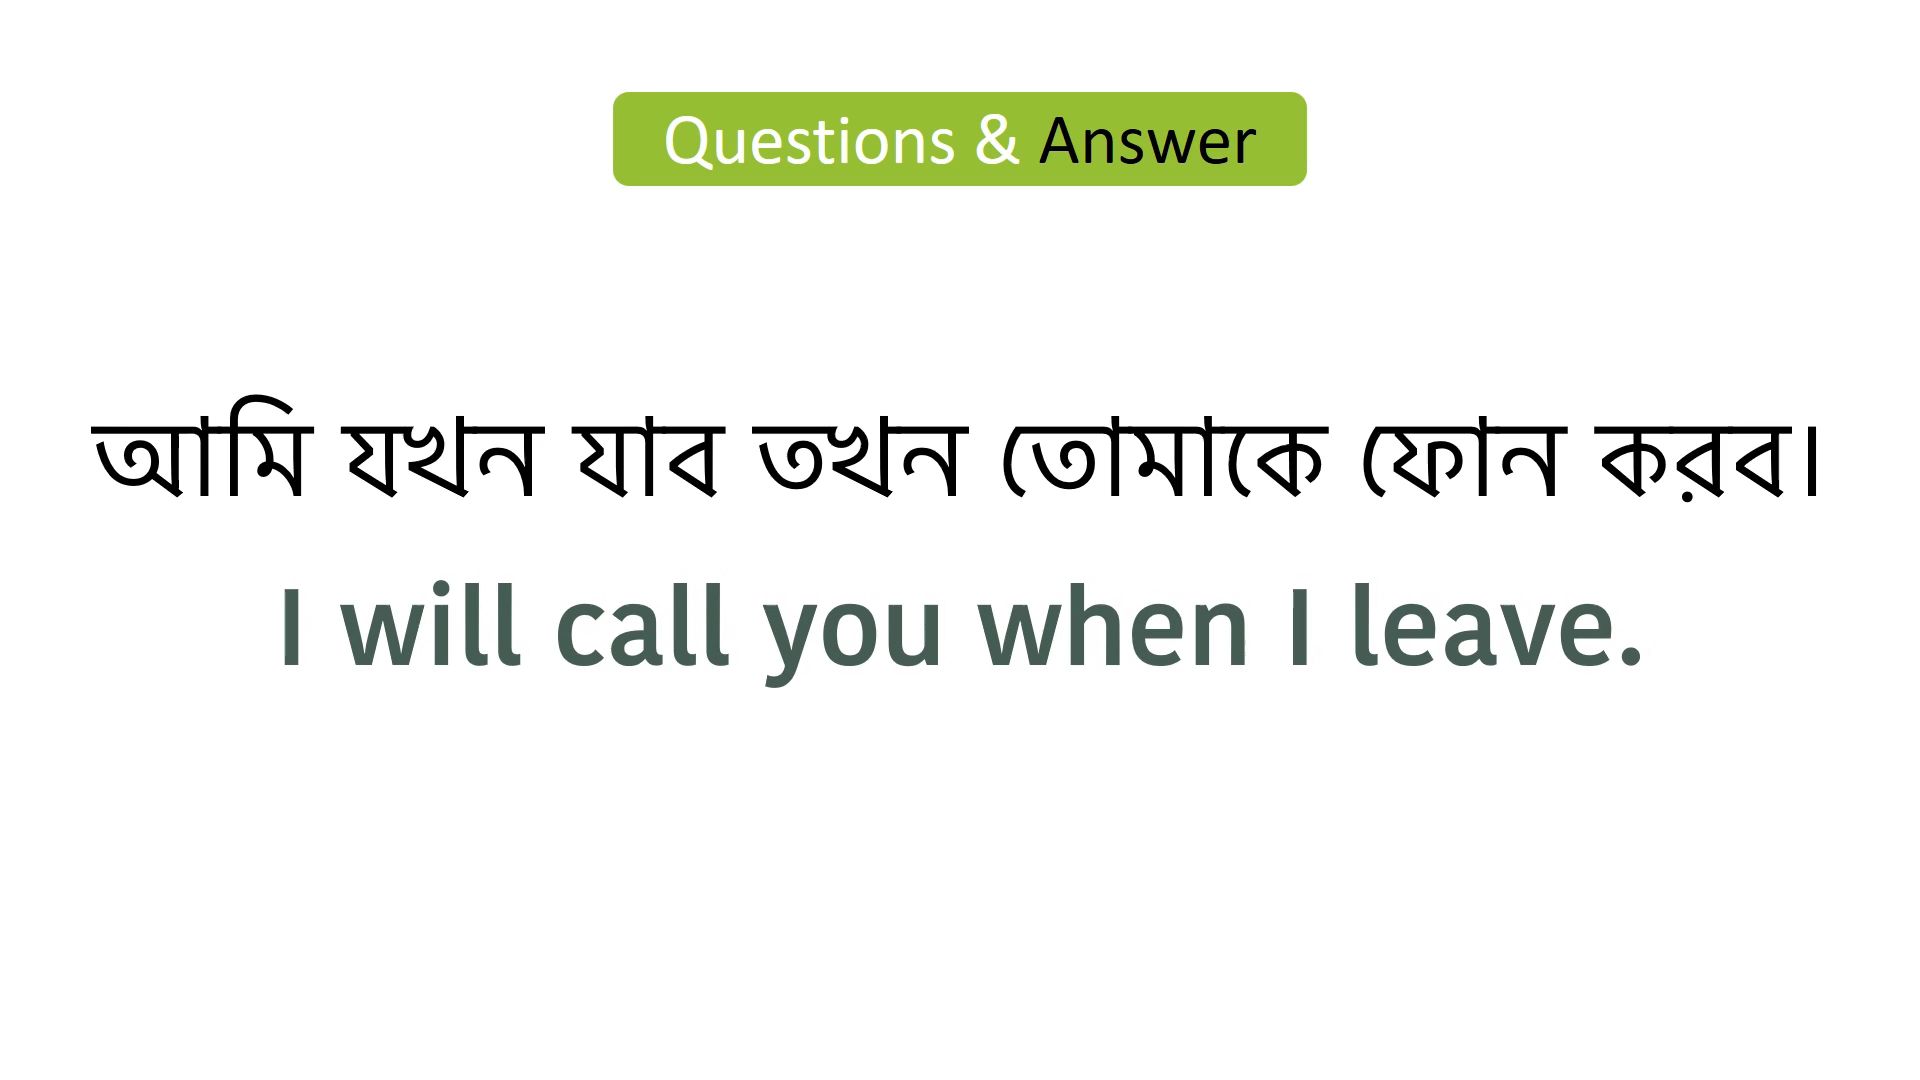 Questions & Answer
আমি যখন যাব তখন তোমাকে ফোন করব।
I will call you when I leave.